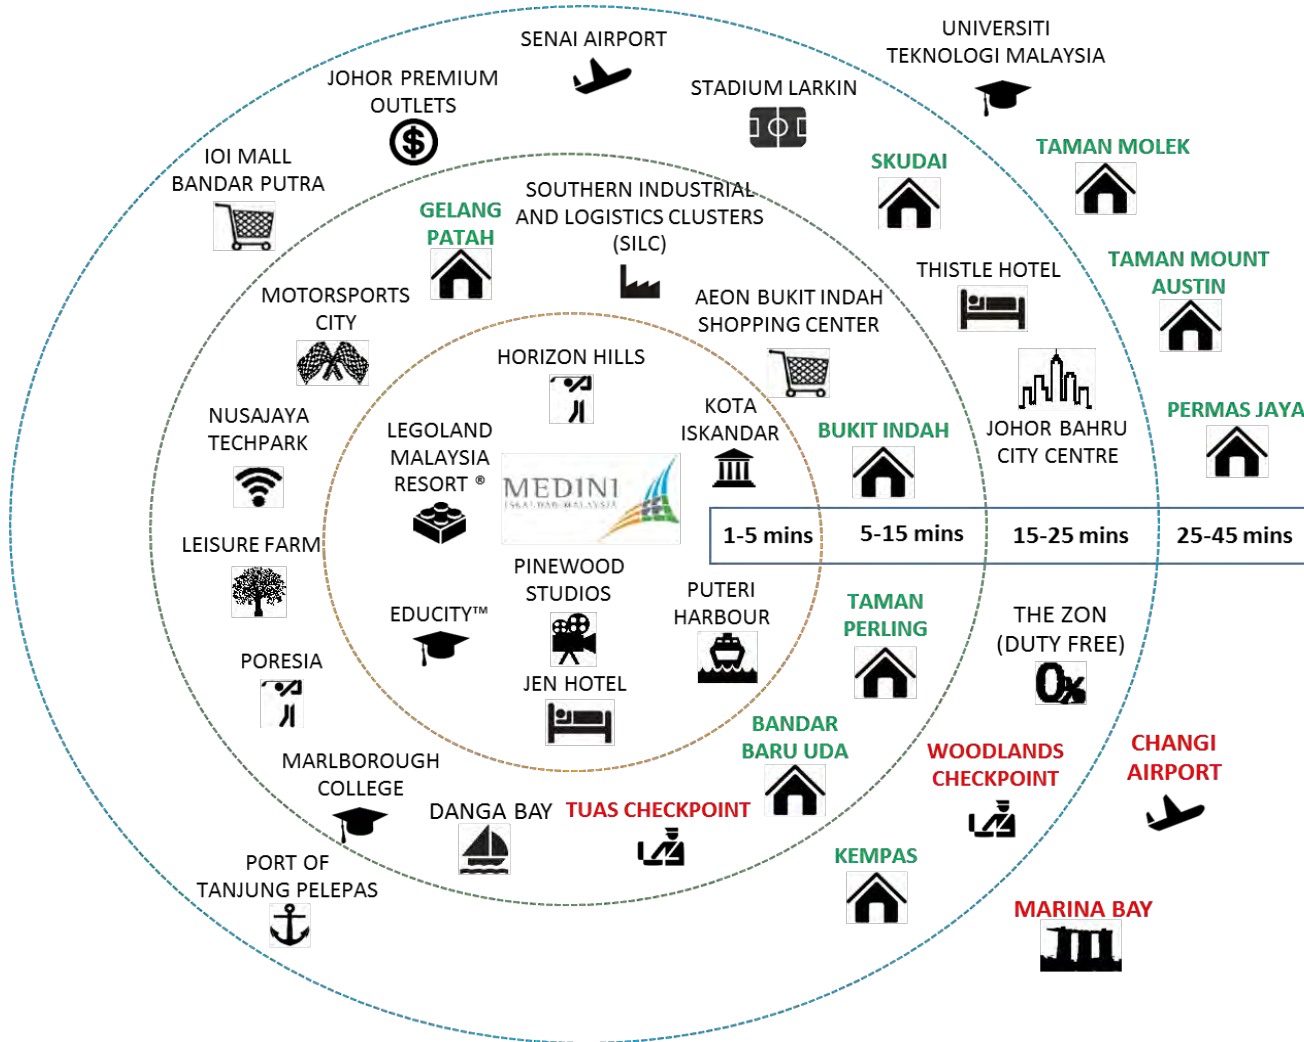 UNIVERSITI
TEKNOLOGI MALAYSIA
SENAI AIRPORT
JOHOR PREMIUM
OUTLETS
STADIUM LARKIN
IOI MALL
BANDAR PUTRA
SKUDAI
TAMAN MOLEK
GELANG
PATAH
SOUTHERN INDUSTRIAL
AND LOGISTICS CLUSTERS
(SILC)
THISTLE HOTEL
TAMAN MOUNT
AUSTIN
MOTORSPORTS
CITY
AEON BUKIT INDAH
SHOPPING CENTER
HORIZON HILLS
NUSAJAYA
TECHPARK
LEGOLAND
MALAYSIA
RESORT ®
KOTA
ISKANDAR
BUKIT INDAH
JOHOR BAHRU
CITY CENTRE
PERMAS JAYA
MEDINI
ISKANDAR MALAYSIA
1-5 mins
5-15 mins
15-25 mins
25-45 mins
LEISURE FARM
EDUCITY™
PINEWOOD
STUDIOS
PUTERI
HARBOUR
TAMAN
PERLING
THE ZON
(DUTY FREE)
0%
PORESIA
JEN HOTEL
BANDAR
BARU UDA
WOODLANDS
CHECKPOINT
CHANGI
AIRPORT
MARLBOROUGH
COLLEGE
DANGA BAY
TUAS CHECKPOINT
PORT OF
TANJUNG PELEPAS
KEMPAS
MARINA BAY